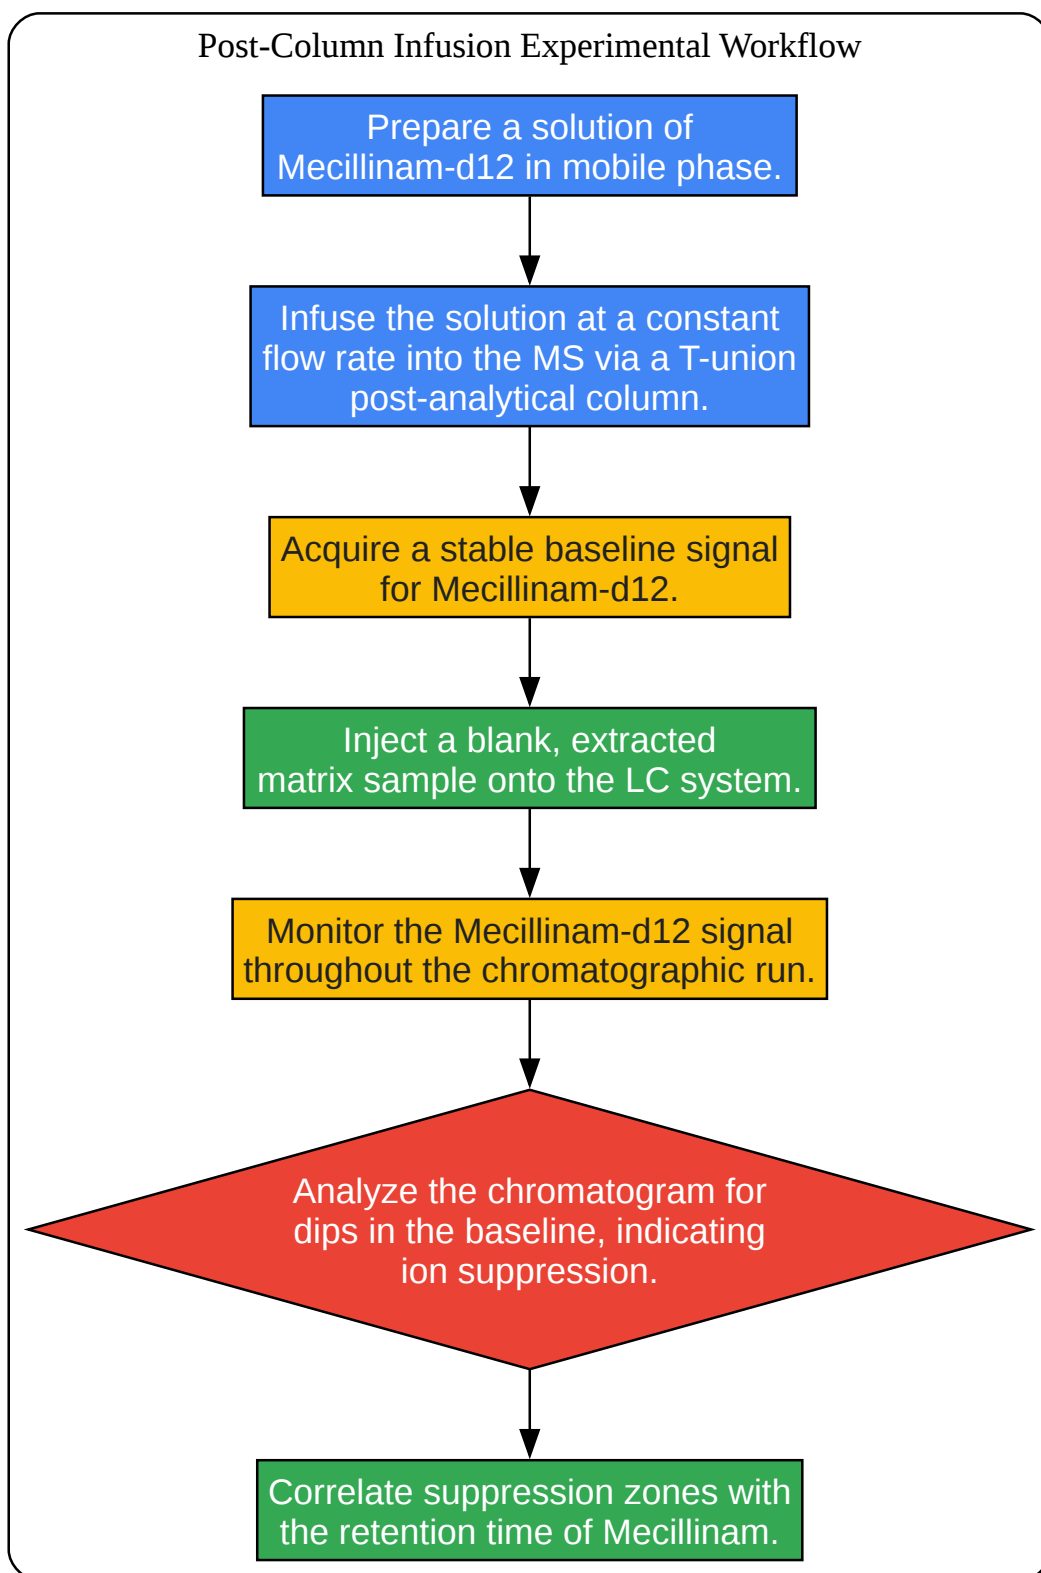 Post-Column Infusion Experimental Workflow
Prepare a solution of
Mecillinam-d12 in mobile phase.
Infuse the solution at a constant
flow rate into the MS via a T-union
post-analytical column.
Acquire a stable baseline signal
for Mecillinam-d12.
Inject a blank, extracted
matrix sample onto the LC system.
Monitor the Mecillinam-d12 signal
throughout the chromatographic run.
Analyze the chromatogram for
dips in the baseline, indicating
ion suppression.
Correlate suppression zones with
the retention time of Mecillinam.